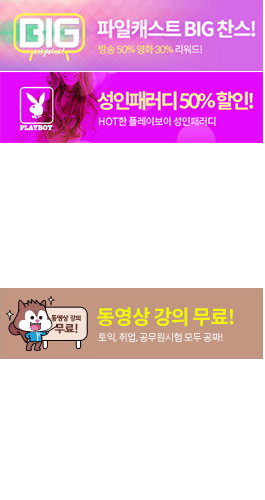 BIG
파일캐스트 BIG 찬스!
방송 50% 영화 30% 리워드!
PLAYBOY
성인패러디 50% 할인!
HOT한 플레이보이 성인패러디
동영상 강의
무료!
동영상 강의 무료!
토익, 취업, 공무원시험 모두 공짜!